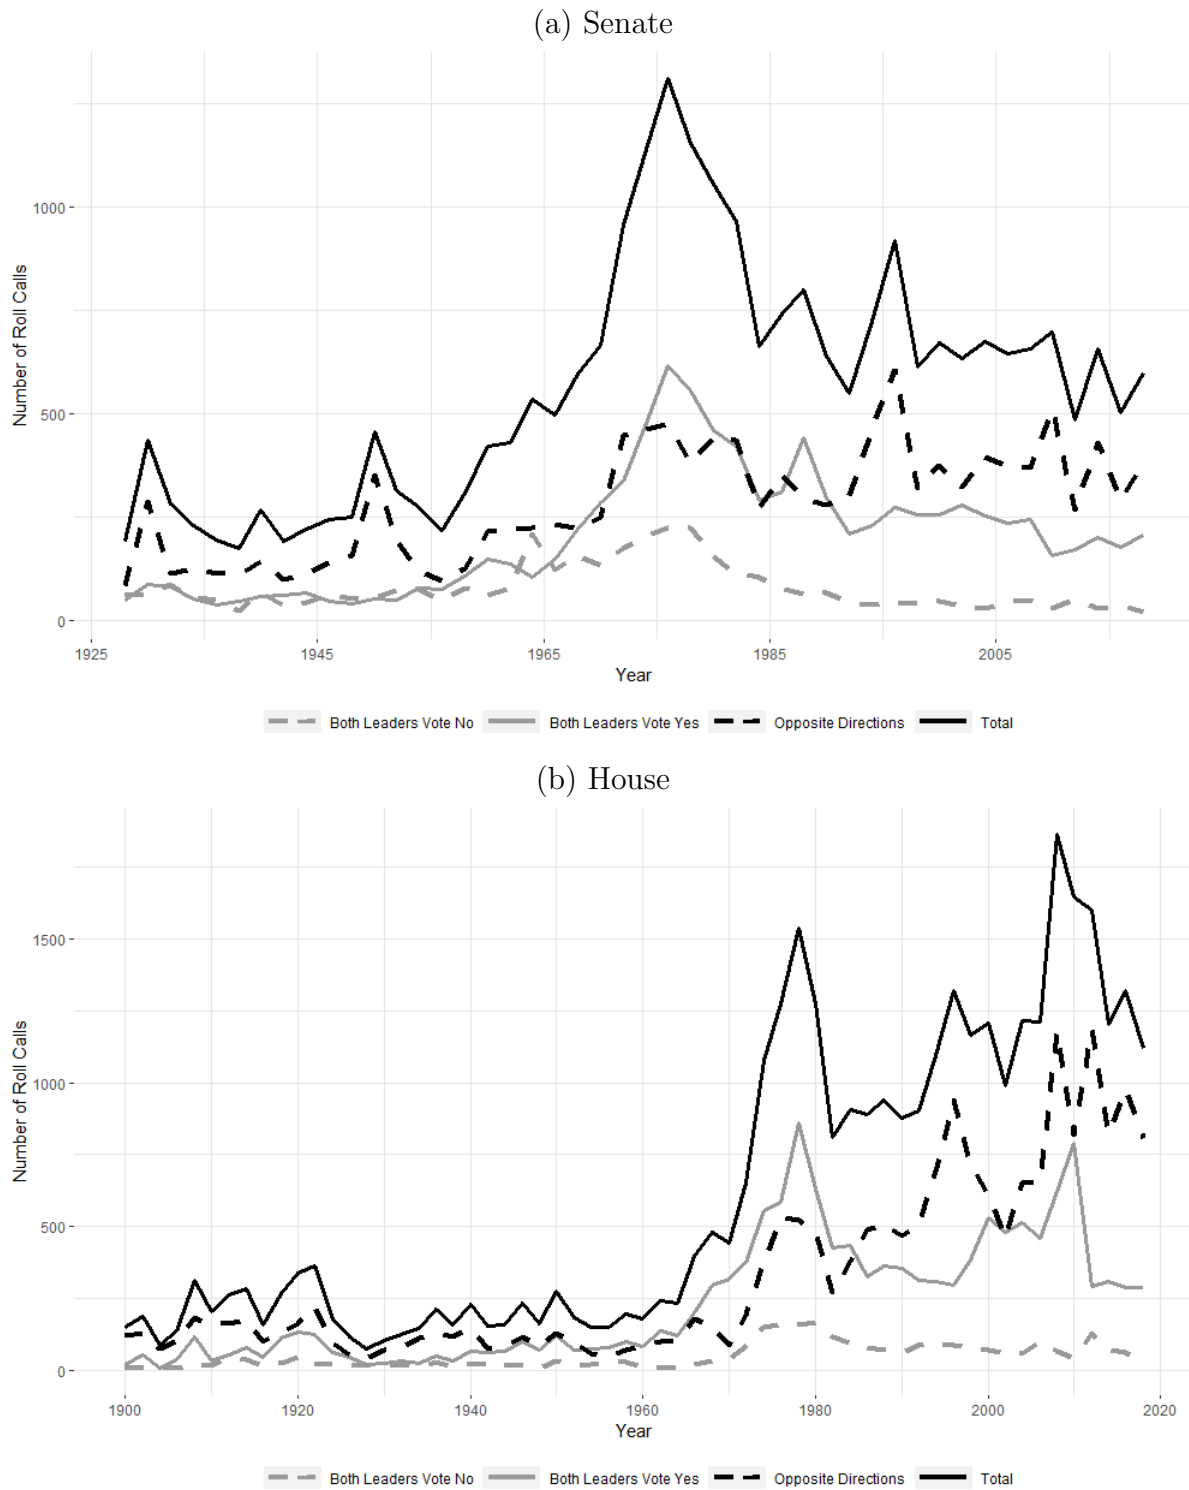 (a) Senate
Number of Roll Calls
1000
500
0
1925 1945 1965 1985 2005
Year
Both Leaders Vote No Both Leaders Vote Yes Opposite Directions Total
(b) House
Number of Roll Calls
1500
1000
500
0
1900 1920 1940 1960 1980 2000 2020
Year
Both Leaders Vote No Both Leaders Vote Yes Opposite Directions Total